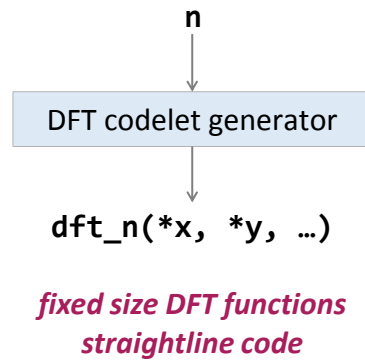 n
DFT codelet generator
dft_n(*x, *y, …)
fixed size DFT functions
straightline code